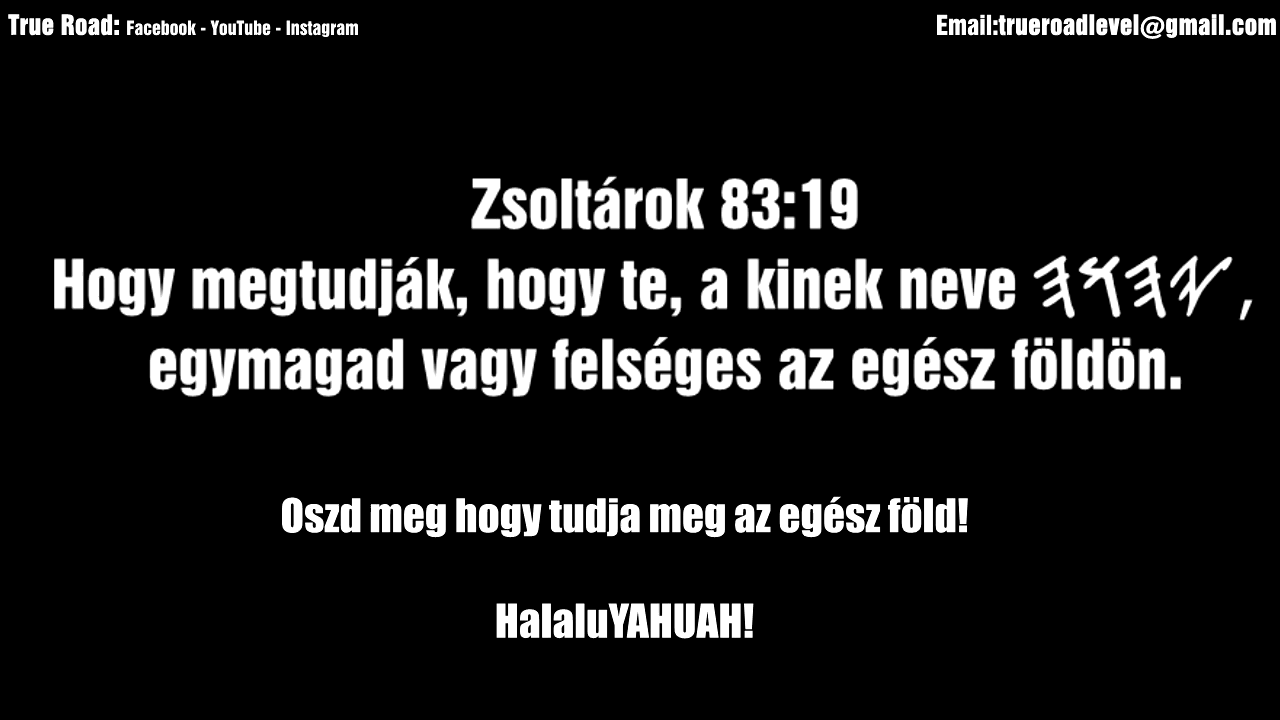 True Road: Facebook - YouTube - Instagram
Email:trueroadlevel@gmail.com
Zsoltárok 83:19
Hogy megtudják, hogy te, a kinek neve 𐤉𐤄𐤅𐤄 ,
egymagad vagy felséges az egész földön.
Oszd meg hogy tudja meg az egész föld!
HalaluYAHUAH!